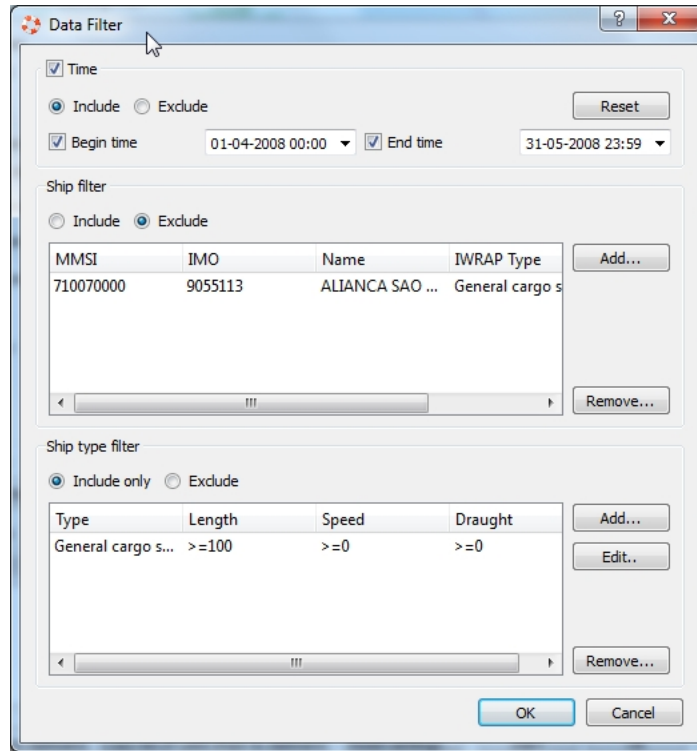 Data Filter
Time
Include Exclude Reset
Begin time 01-04-2008 00:00 End time 31-05-2008 23:59
Ship filter
Include Exclude
MMSI IMO Name IWRAP Type Add...
710070000 9055113 ALIANCA SAO ... General cargo s
Remove...
Ship type filter
Include only Exclude
Type Length Speed Draught Add...
General cargo s... >=100 >=0 >=0
Edit..
Remove...
OK Cancel